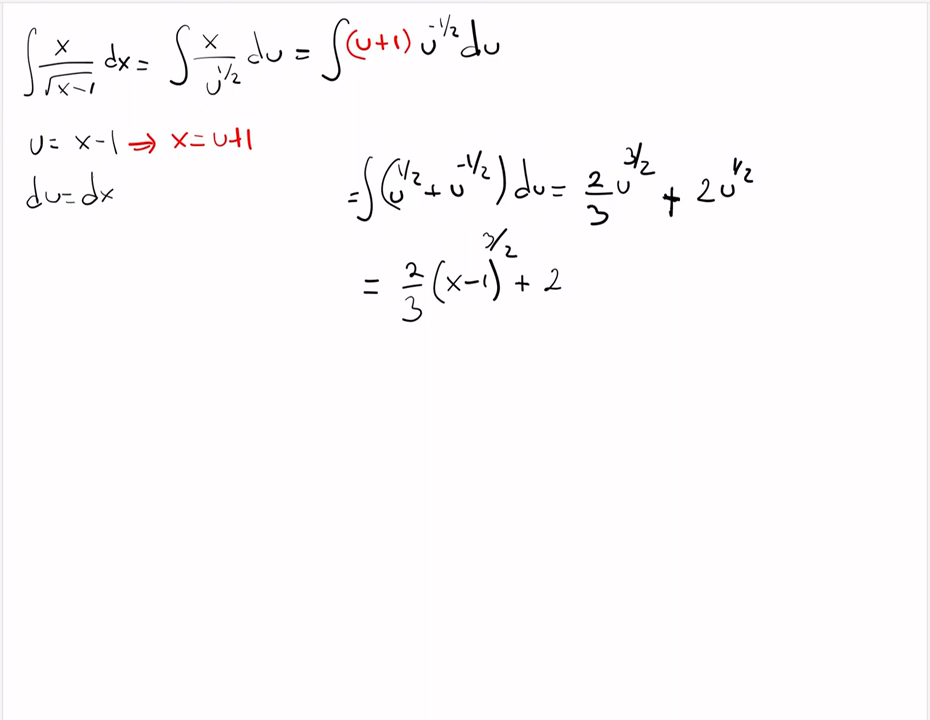 ∫ x/√(x-1) dx = ∫ x/u^(1/2) du = ∫ (u+1) u^(-1/2) du
u = x-1 ⇒ x = u+1
du = dx
= ∫ (u^(1/2) + u^(-1/2)) du = 2/3 u^(3/2) + 2u^(1/2)
= 2/3 (x-1)^(3/2) + 2